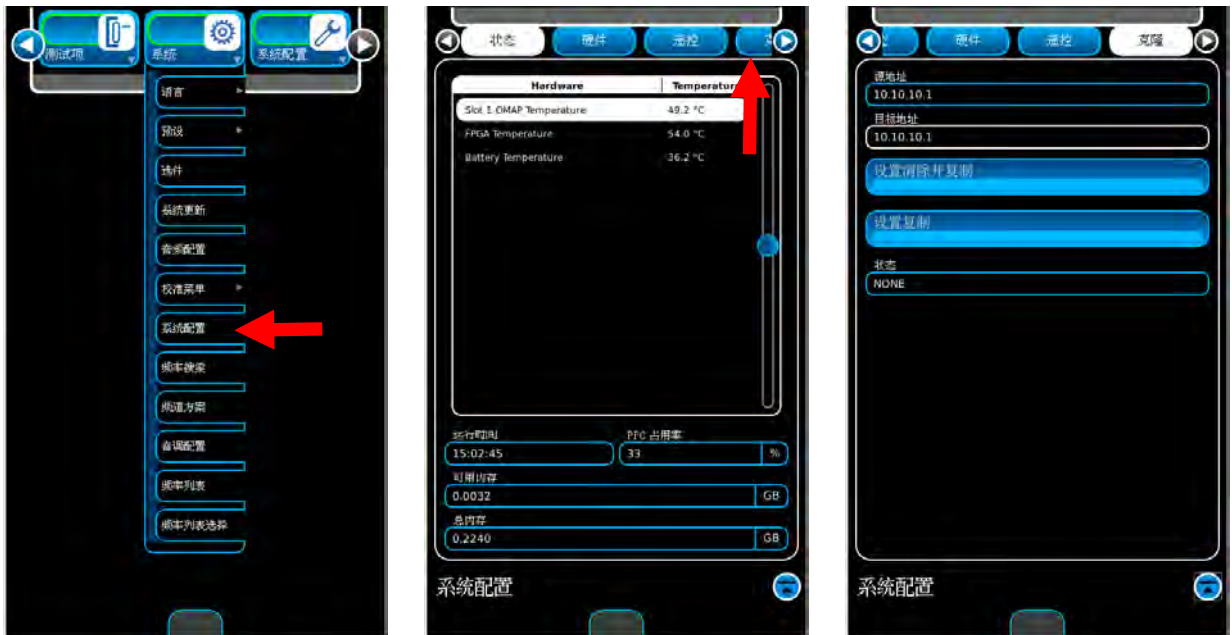 测试项
系统
系统配置
语言
预设
选件
系统更新
音频配置
校准菜单
系统配置
频率搜索
频道方案
音调配置
频率列表
频率列表选择
状态
硬件
遥控
Hardware
Temperature
Slot 1 OMAP Temperature
49.2 °C
FPGA Temperature
54.0 °C
Battery Temperature
36.2 °C
运行时间
PFC 占用率
15:02:45
33
%
可用内存
0.0032
GB
总内存
0.2240
GB
系统配置
硬件
遥控
克隆
源地址
10.10.10.1
目标地址
10.10.10.1
设置清除并复制
设置复制
状态
NONE
系统配置